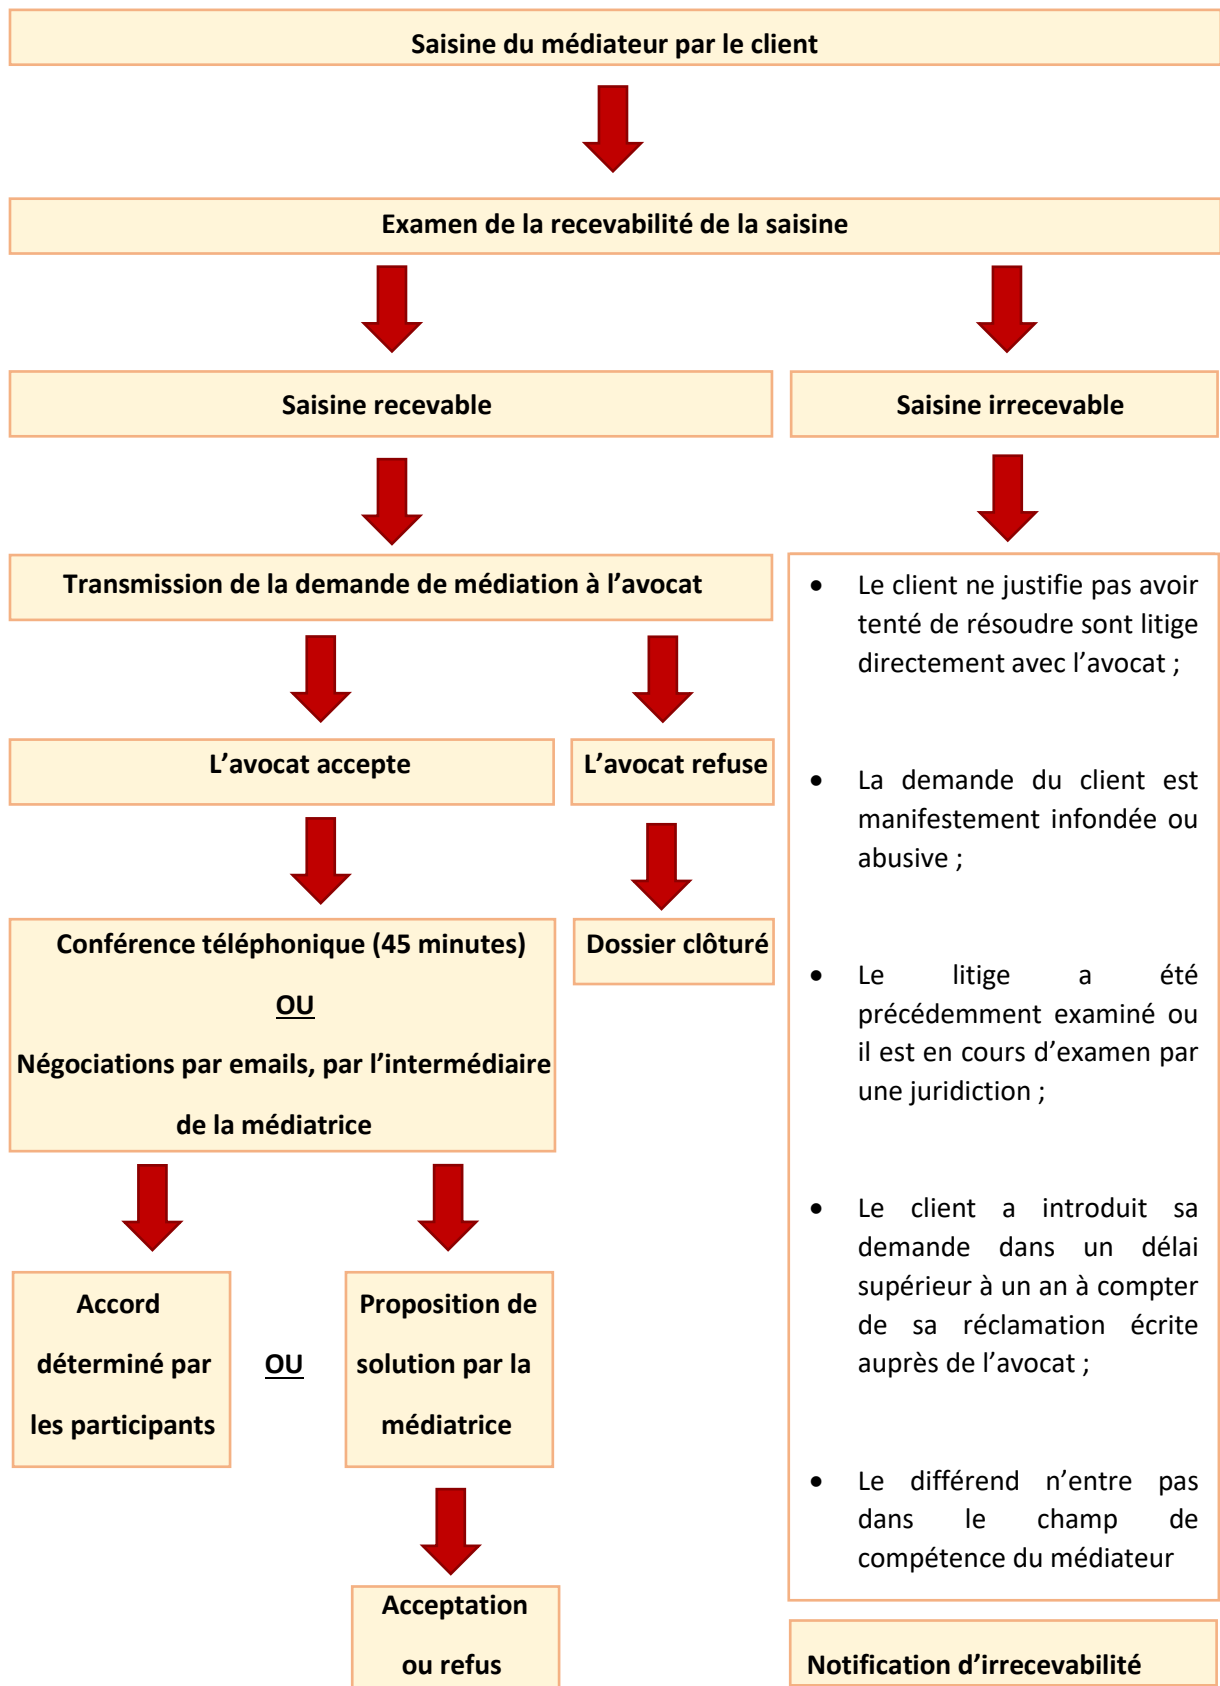 Saisine du médiateur par le client
Examen de la recevabilité de la saisine
Saisine recevable
Saisine irrecevable
Transmission de la demande de médiation à l’avocat
L’avocat accepte
L’avocat refuse
Conférence téléphonique (45 minutes)
OU
Négociations par emails, par l’intermédiaire
de la médiatrice
Dossier clôturé
Accord
déterminé par
les participants
OU
Proposition de
solution par la
médiatrice
Acceptation
ou refus
• Le client ne justifie pas avoir
tenté de résoudre sont litige
directement avec l’avocat ;
• La demande du client est
manifestement infondée ou
abusive ;
• Le litige a été
précédemment examiné ou
il est en cours d’examen par
une juridiction ;
• Le client a introduit sa
demande dans un délai
supérieur à un an à compter
de sa réclamation écrite
auprès de l’avocat ;
• Le différend n’entre pas
dans le champ de
compétence du médiateur
Notification d’irrecevabilité